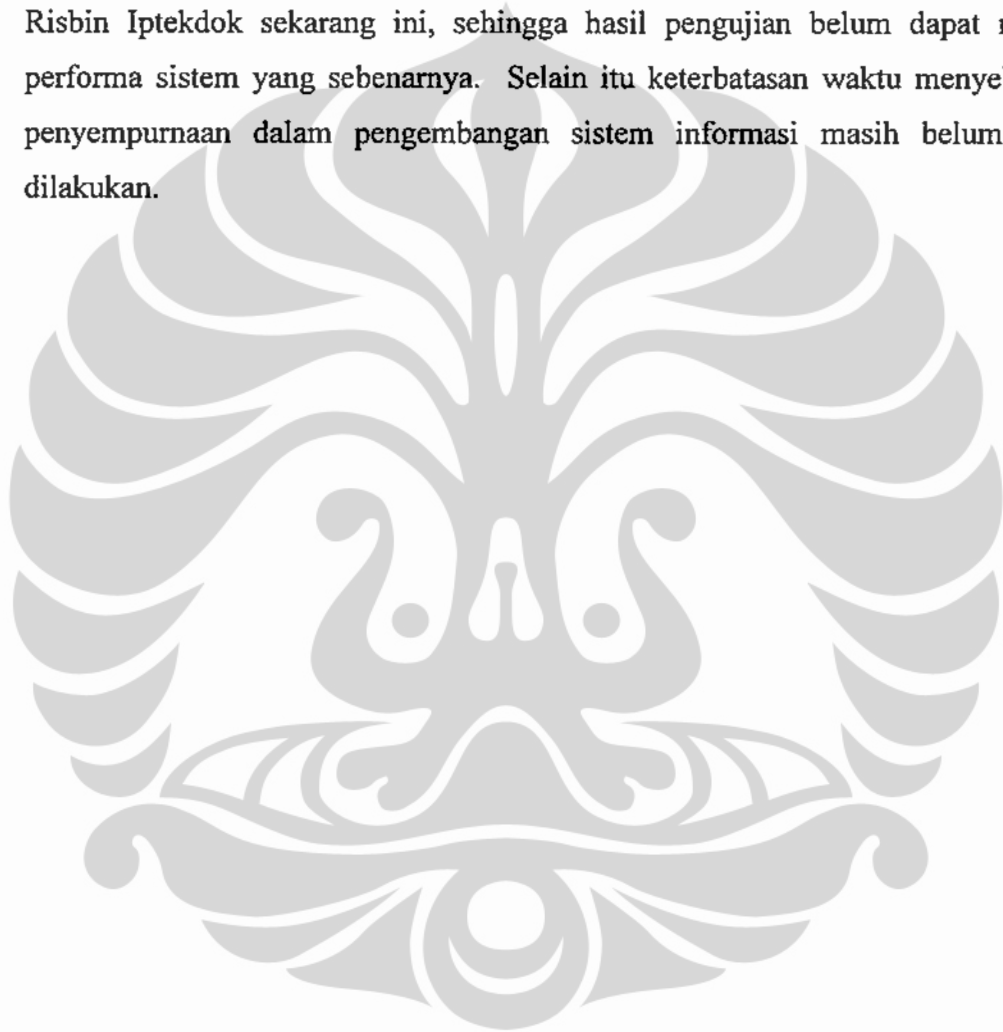 Risbin Iptekdok sekarang ini, sehingga hasil pengujian belum dapat
performa sistem yang sebenarnya. Selain itu keterbatasan waktu
penyempurnaan dalam pengembangan sistem informasi masih belum
dilakukan.